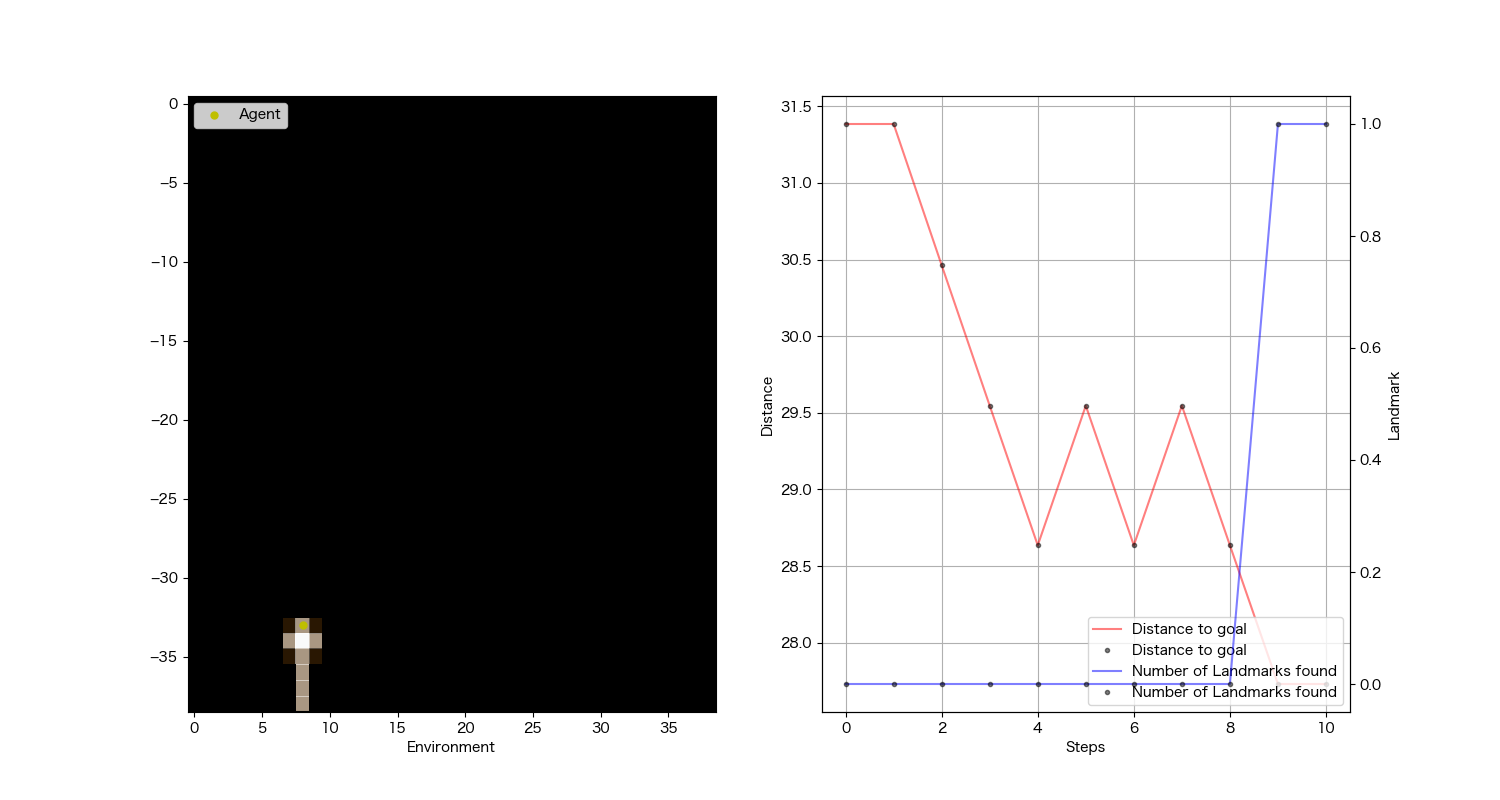 Agent
0
−5
−10
−15
−20
−25
−30
−35
0 5 10 15 20 25 30 35
Environment
31.5
31.0
30.5
30.0
29.5
29.0
28.5
28.0
Distance
0 2 4 6 8 10
Steps
1.0
0.8
0.6
0.4
0.2
0.0
Landmark
Distance to goal
Distance to goal
Number of Landmarks found
Number of Landmarks found